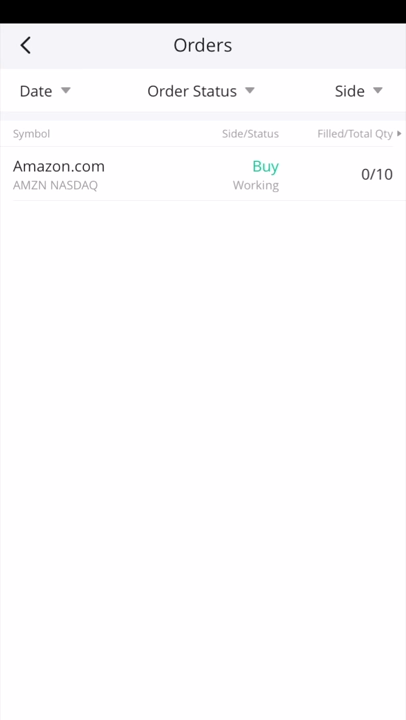 Orders
Date Order Status Side
Symbol Side/Status Filled/Total Qty
Amazon.com Buy 0/10
AMZN NASDAQ Working